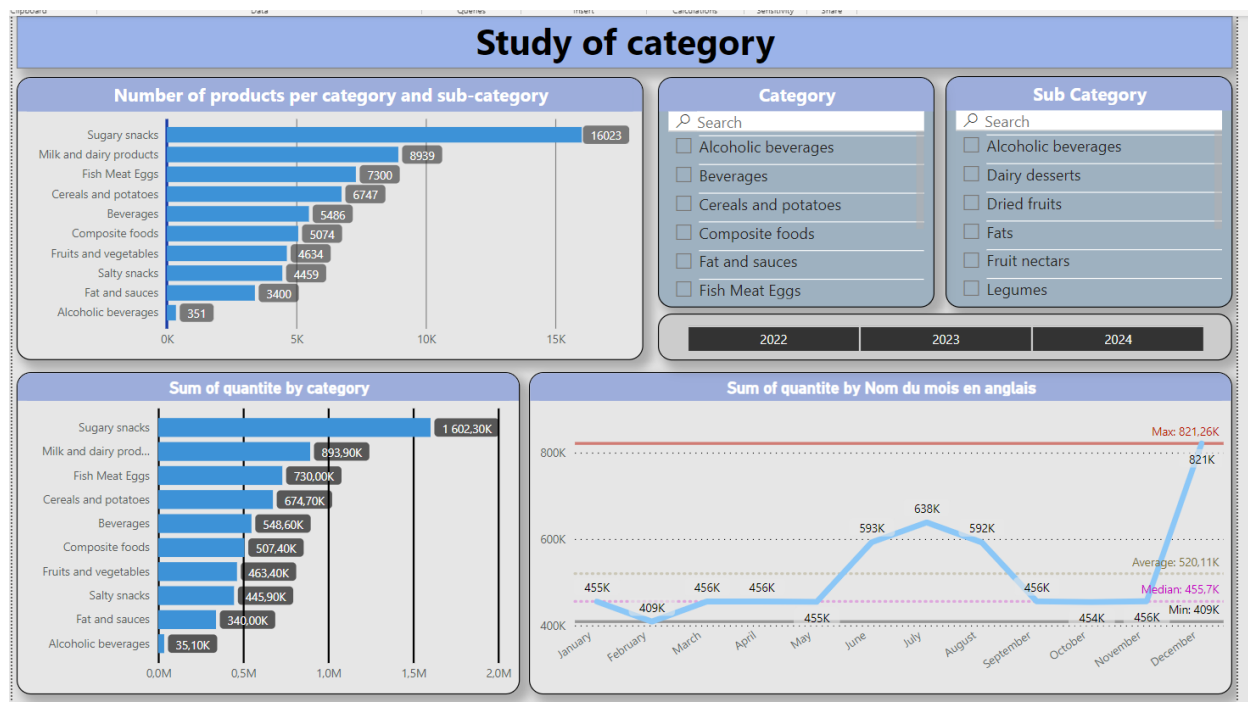 Clipboard
Data
Queries
Insert
Calculations
Sensitivity
Share
Study of category
Number of products per category and sub-category
Sugary snacks 16023
Milk and dairy products 8939
Fish Meat Eggs 7300
Cereals and potatoes 6747
Beverages 5486
Composite foods 5074
Fruits and vegetables 4634
Salty snacks 4459
Fat and sauces 3400
Alcoholic beverages 351
0K 5K 10K 15K
Category
Search
Alcoholic beverages
Beverages
Cereals and potatoes
Composite foods
Fat and sauces
Fish Meat Eggs
Sub Category
Search
Alcoholic beverages
Dairy desserts
Dried fruits
Fats
Fruit nectars
Legumes
2022 2023 2024
Sum of quantite by category
Sugary snacks 1 602,30K
Milk and dairy prod... 893,90K
Fish Meat Eggs 730,00K
Cereals and potatoes 674,70K
Beverages 548,60K
Composite foods 507,40K
Fruits and vegetables 463,40K
Salty snacks 445,90K
Fat and sauces 340,00K
Alcoholic beverages 35,10K
0,0M 0,5M 1,0M 1,5M 2,0M
Sum of quantite by Nom du mois en anglais
Max: 821,26K
800K
821K
638K
593K 592K
600K
Average: 520,11K
455K 409K 456K 456K 455K 456K 454K 456K
Median: 455,7K
Min: 409K
400K
January February March April May June July August September October November December